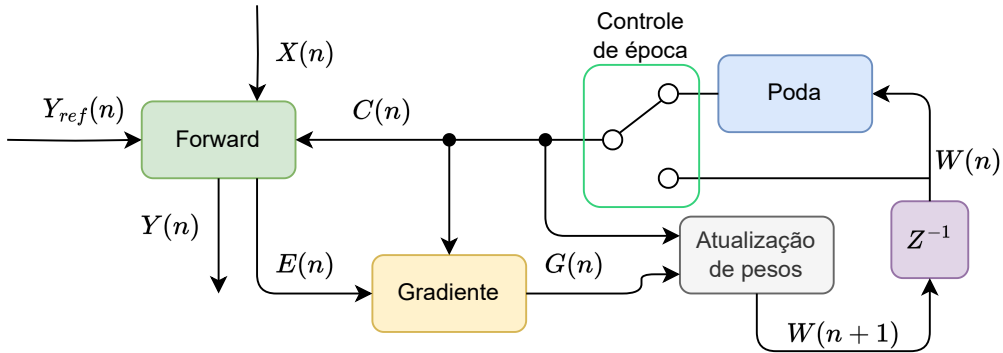 Controle
de época
X(n)
Y_{ref}(n)
C(n)
Poda
Forward
W(n)
Y(n)
E(n)
G(n)
Atualização
de pesos
Z^{-1}
Gradiente
W(n + 1)